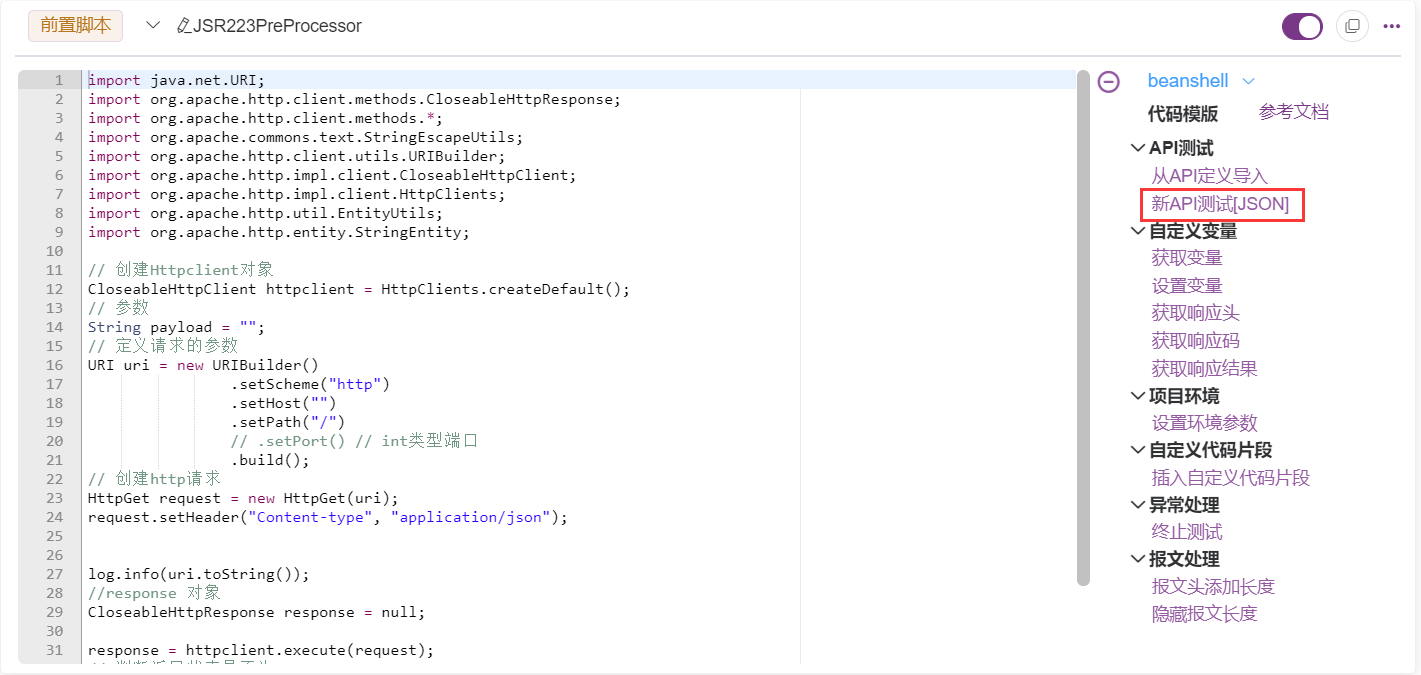 前置脚本
JSR223PreProcessor
1 import java.net.URI;
2 import org.apache.http.client.methods.CloseableHttpResponse;
3 import org.apache.http.client.methods.*;
4 import org.apache.commons.text.StringEscapeUtils;
5 import org.apache.http.client.utils.URIBuilder;
6 import org.apache.http.impl.client.CloseableHttpClient;
7 import org.apache.http.impl.client.HttpClients;
8 import org.apache.http.util.EntityUtils;
9 import org.apache.http.entity.StringEntity;
10
11 // 创建Httpclient对象
12 CloseableHttpClient httpclient = HttpClients.createDefault();
13 // 参数
14 String payload = "";
15 // 定义请求的参数
16 URI uri = new URIBuilder()
17 .setScheme("http")
18 .setHost("")
19 .setPath("/")
20 // .setPort() // int类型端口
21 .build();
22 // 创建http请求
23 HttpGet request = new HttpGet(uri);
24 request.setHeader("Content-type", "application/json");
25
26
27 log.info(uri.toString());
28 //response 对象
29 CloseableHttpResponse response = null;
30
31 response = httpclient.execute(request);
beanshell
代码模版 参考文档
API测试
从API定义导入
新API测试[JSON]
自定义变量
获取变量
设置变量
获取响应头
获取响应码
获取响应结果
项目环境
设置环境参数
自定义代码片段
插入自定义代码片段
异常处理
终止测试
报文处理
报文头添加长度
隐藏报文长度